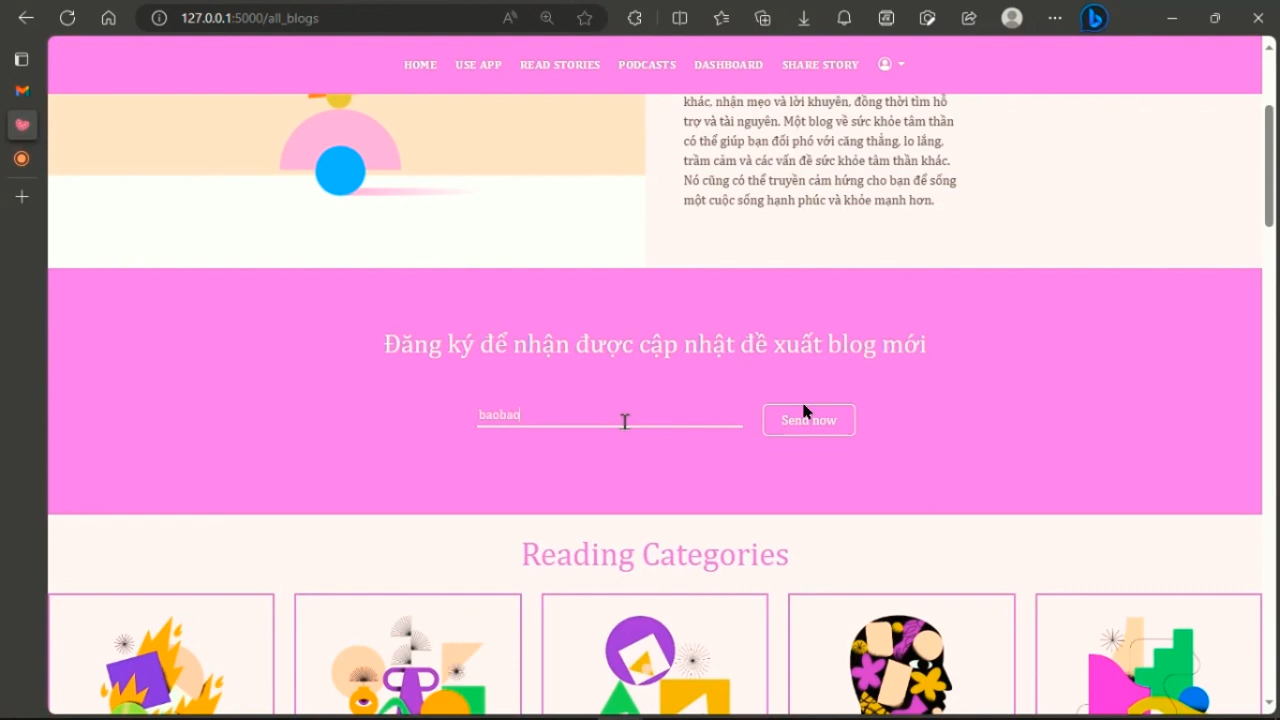 127.0.0.1:5000/all_blogs
HOME USE APP READ STORIES PODCASTS DASHBOARD SHARE STORY
khác, nhận mẹo và lời khuyên, đồng thời tìm hỗ
trợ và tài nguyên. Một blog về sức khỏe tâm thần
có thể giúp bạn đối phó với căng thẳng, lo lắng,
trầm cảm và các vấn đề sức khỏe tâm thần khác.
Nó cũng có thể truyền cảm hứng cho bạn để sống
một cuộc sống hạnh phúc và khỏe mạnh hơn.
Đăng ký để nhận được cập nhật đề xuất blog mới
baobao
Send now
Reading Categories